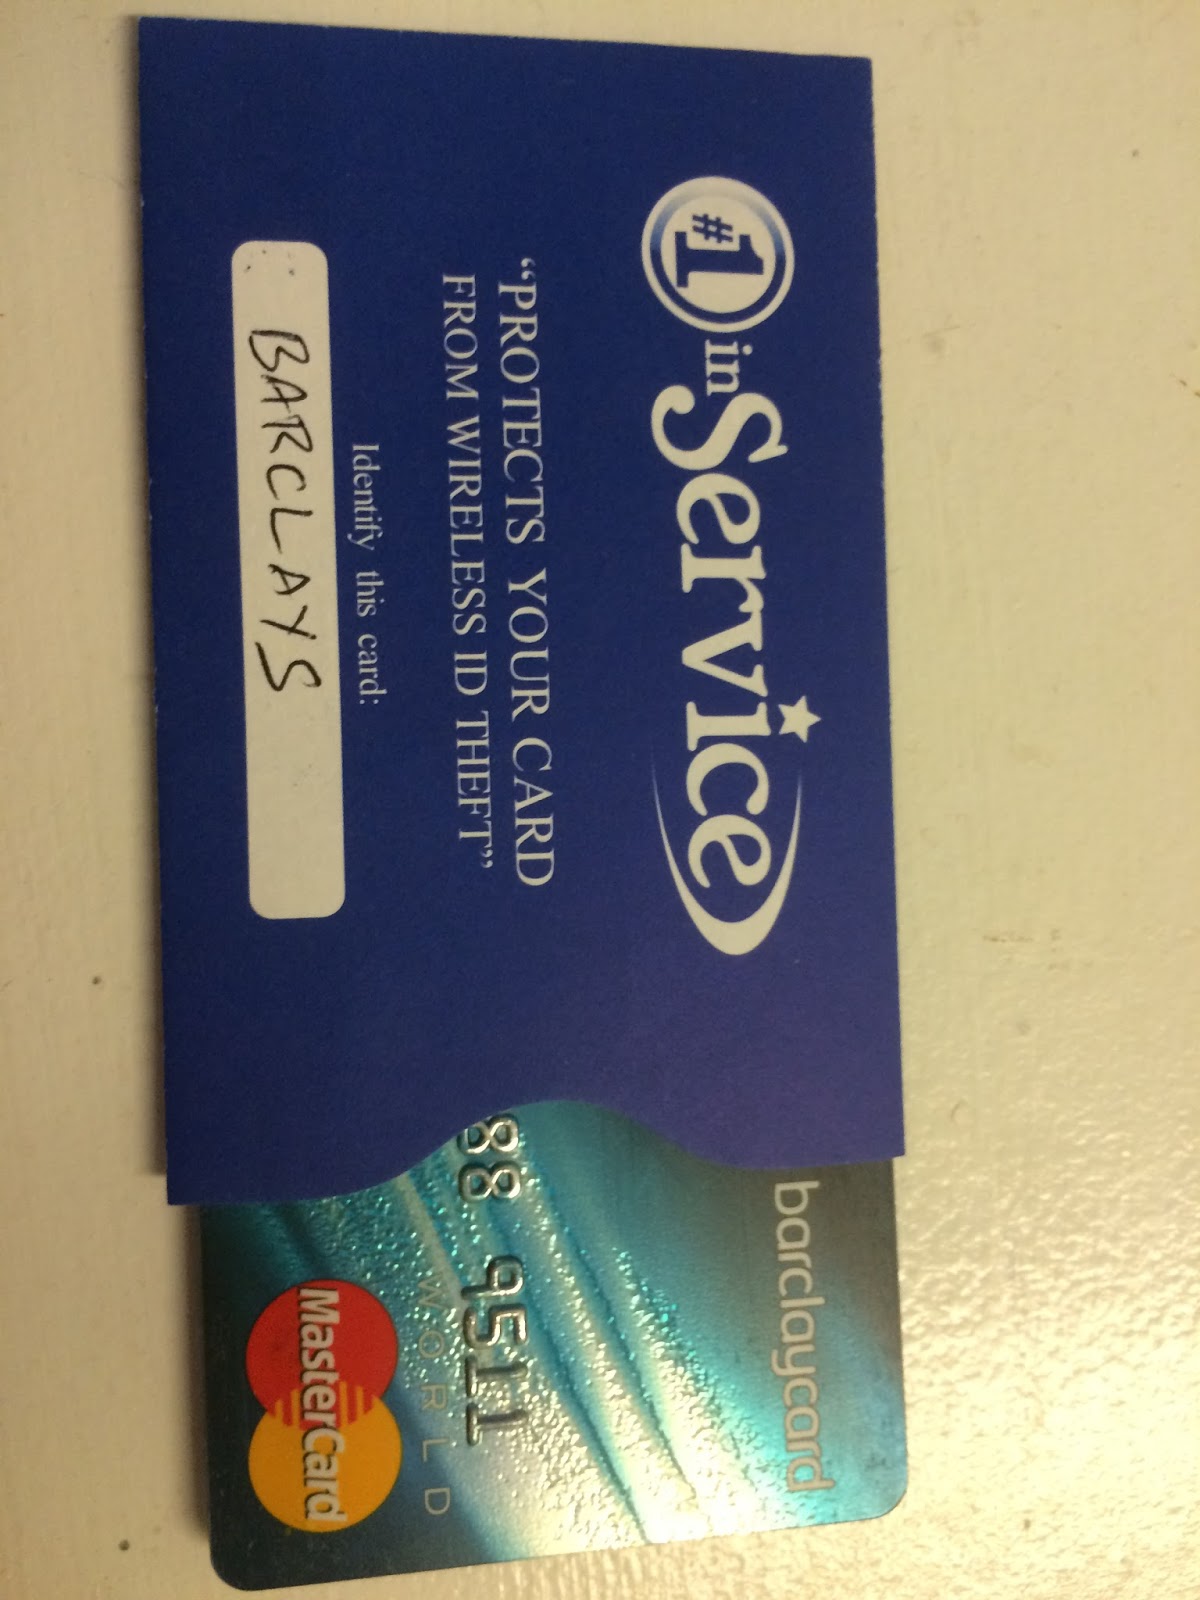 #1 in Service
“PROTECTS YOUR CARD
FROM WIRELESS ID THEFT”
Identify this card:
BARCLAYS
barclaycard
88 9511
WORLD
MasterCard